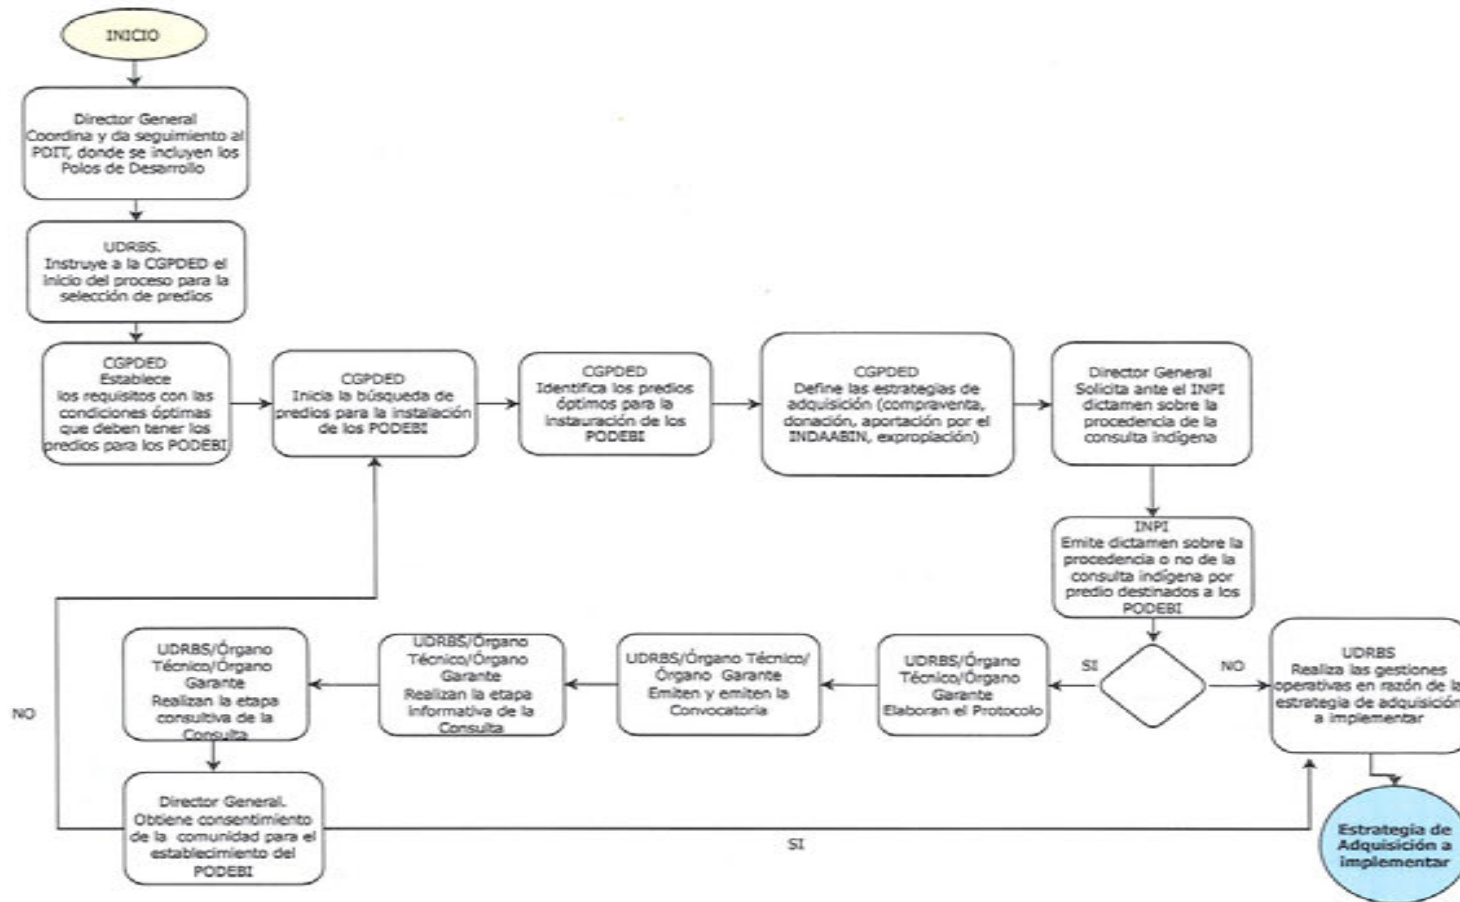 INICIO
Director General
Coordina y da seguimiento al
PDIT, donde se incluyen los
Polos de Desarrollo
UDRBS.
Instruye a la CGPDED el
inicio del proceso para la
selección de predios
CGPDED
Establece
los requisitos con las
condiciones óptimas
que deben tener los
predios para los PODEBI
CGPDED
Inicia la búsqueda de
predios para la instalación
de los PODEBI
CGPDED
Identifica los predios
óptimos para la
instauración de los
PODEBI
CGPDED
Define las estrategias de
adquisición (compraventa,
donación, aportación por el
INDAABIN, expropiación)
Director General
Solicita ante el INPI
dictamen sobre la
procedencia de la
consulta indígena
INPI
Emite dictamen sobre la
procedencia o no de la
consulta indígena por
predio destinados a los
PODEBI
SI
NO
UDRBS
Realiza las gestiones
operativas en razón de la
estrategia de adquisición
a implementar
UDRBS/Órgano
Técnico/Órgano
Garante
Elaboran el Protocolo
UDRBS/Órgano Técnico/
Órgano Garante
Emiten y emiten la
Convocatoria
UDRBS/Órgano
Técnico/Órgano
Garante
Realizan la etapa
informativa de la
Consulta
UDRBS/Órgano
Técnico/Órgano
Garante
Realizan la etapa
consultiva de la
Consulta
NO
Director General.
Obtiene consentimiento
de la comunidad para el
establecimiento del
PODEBI
SI
Estrategia de
Adquisición a
implementar